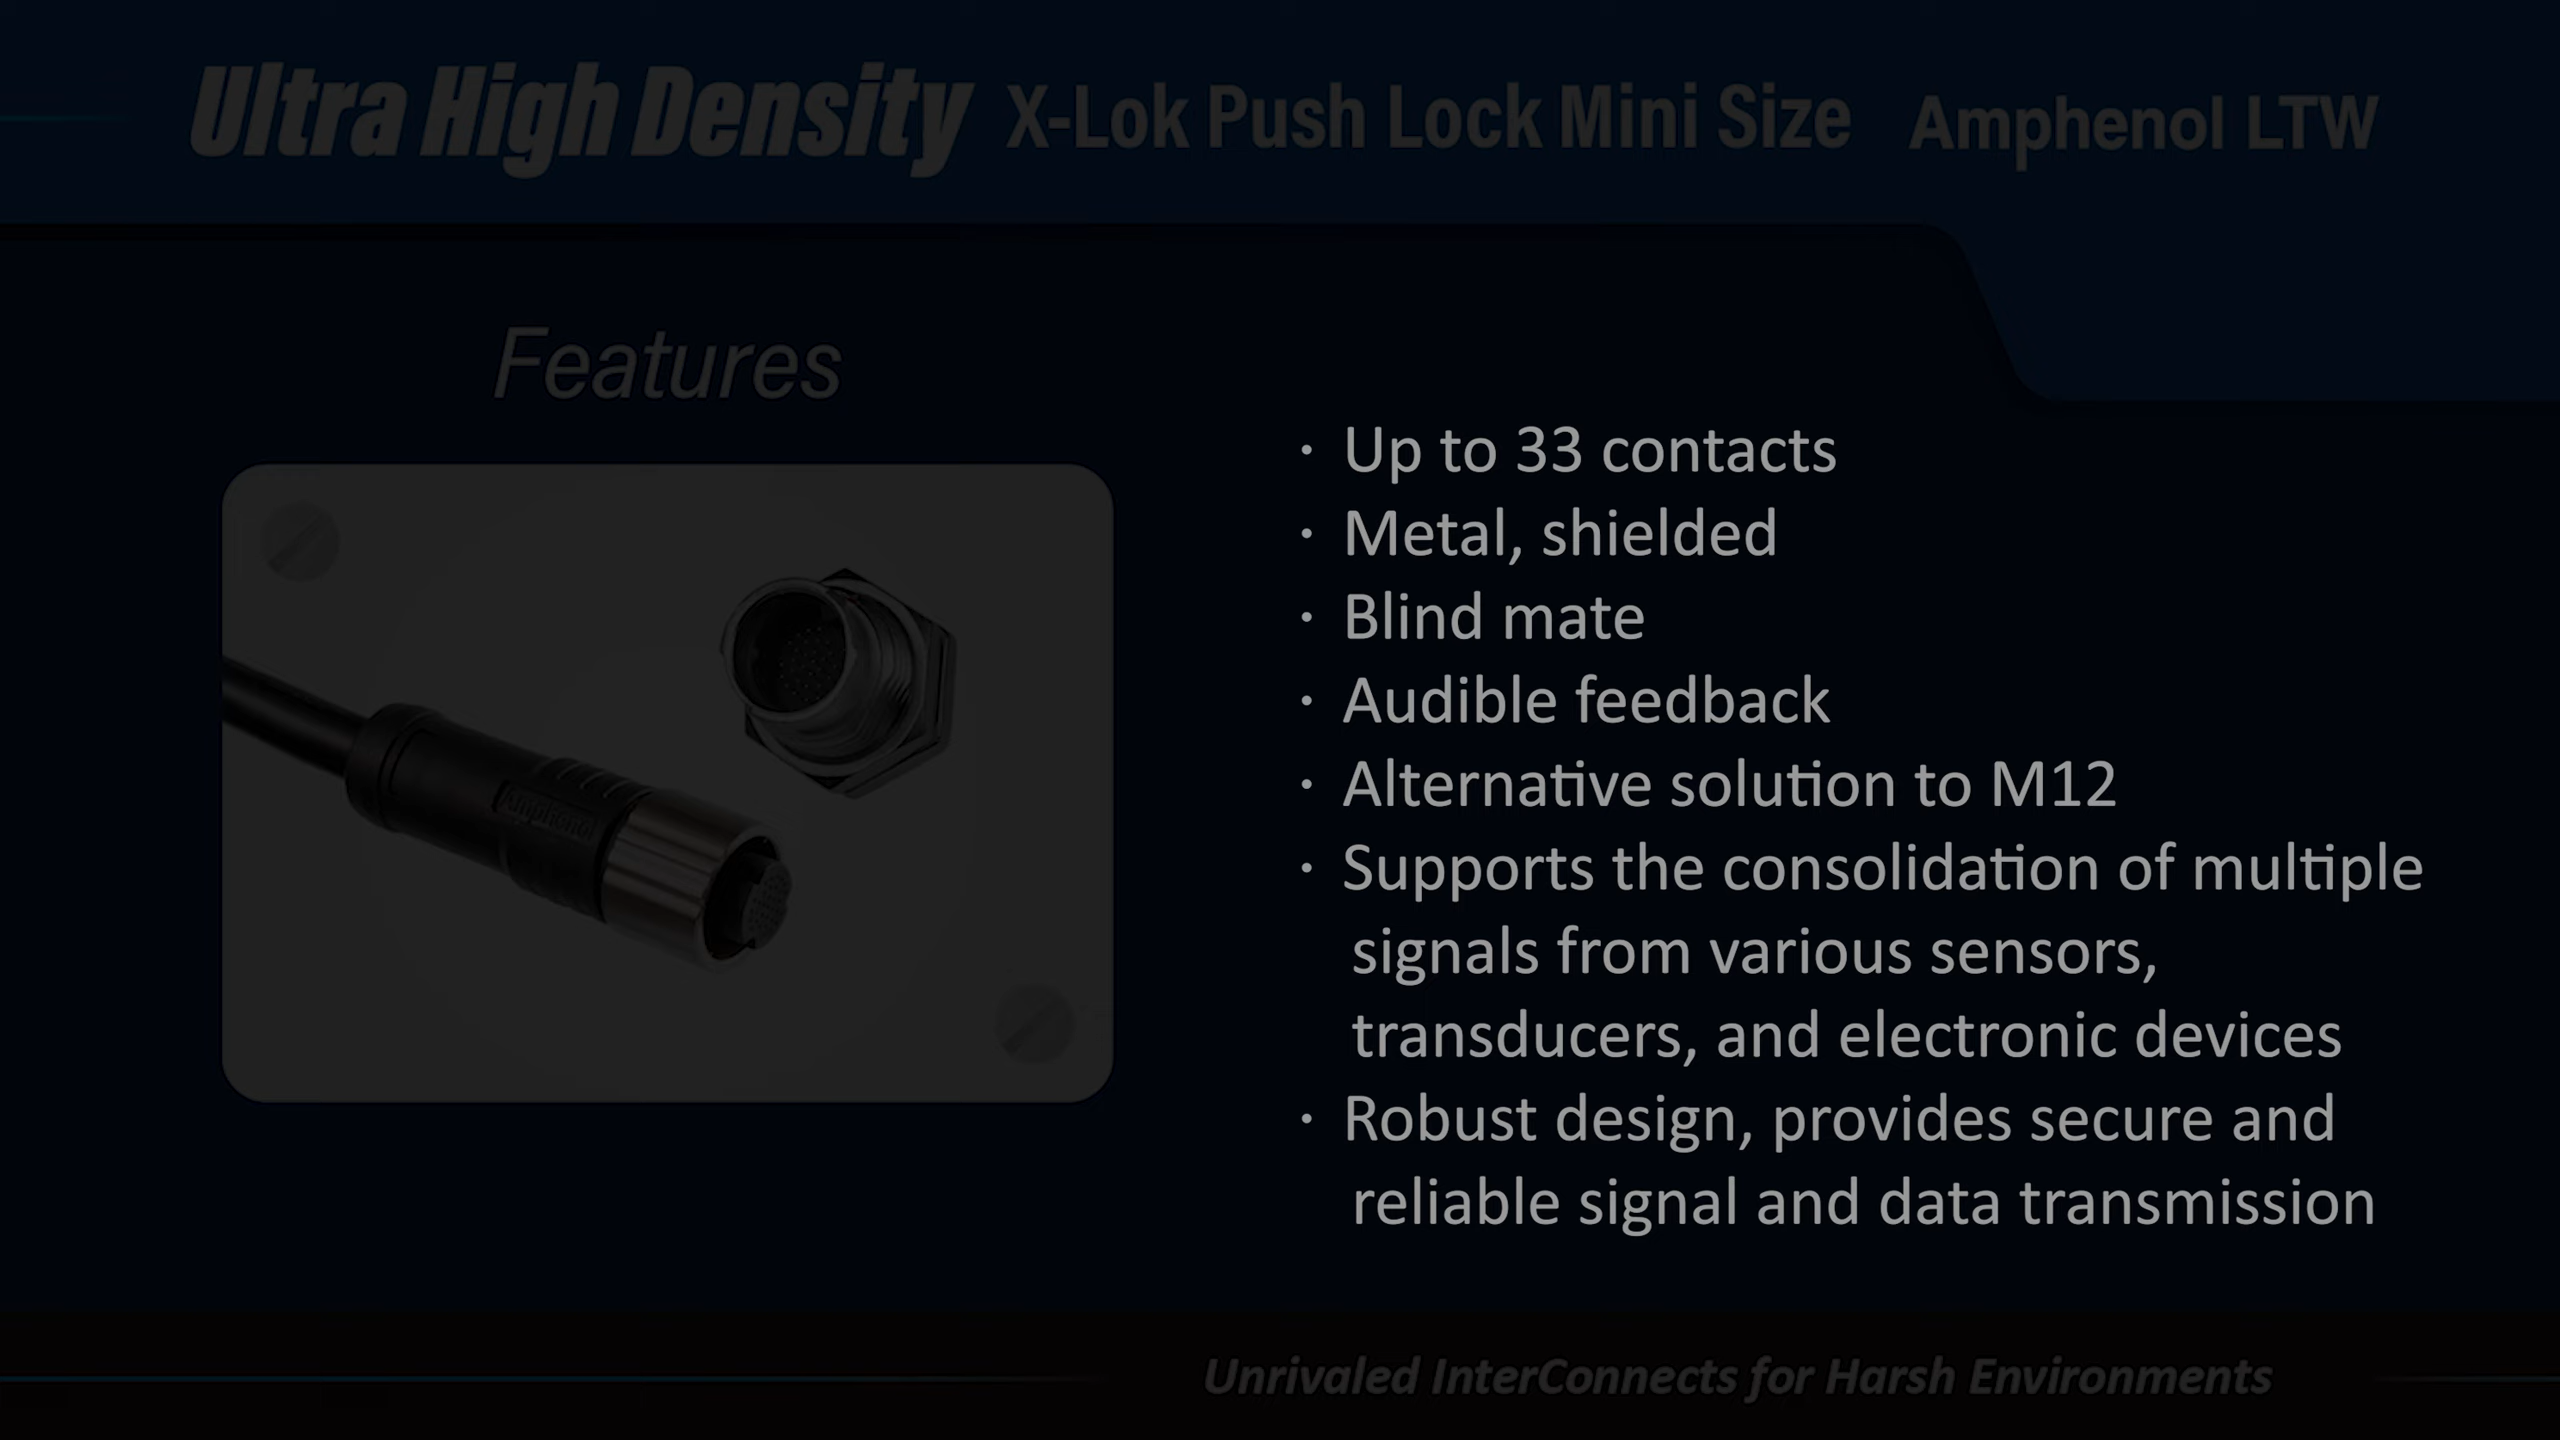 Ultra High Density X-Lok Push Lock Mini Size Amphenol LTW
Features
Amphenol
· Up to 33 contacts
· Metal, shielded
· Blind mate
· Audible feedback
· Alternative solution to M12
· Supports the consolidation of multiple
signals from various sensors,
transducers, and electronic devices
· Robust design, provides secure and
reliable signal and data transmission
Unrivaled InterConnects for Harsh Environments